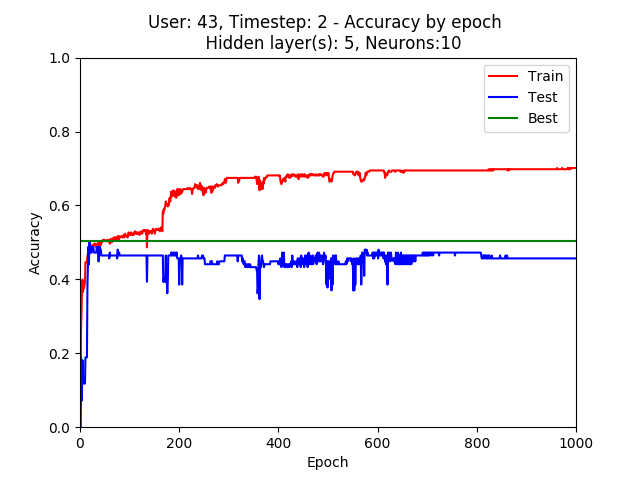 User: 43, Timestep: 2 - Accuracy by epoch
Hidden layer(s): 5, Neurons:10
1.0
0.8
0.6
0.4
0.2
0.0
Accuracy
Train
Test
Best
0 200 400 600 800 1000
Epoch